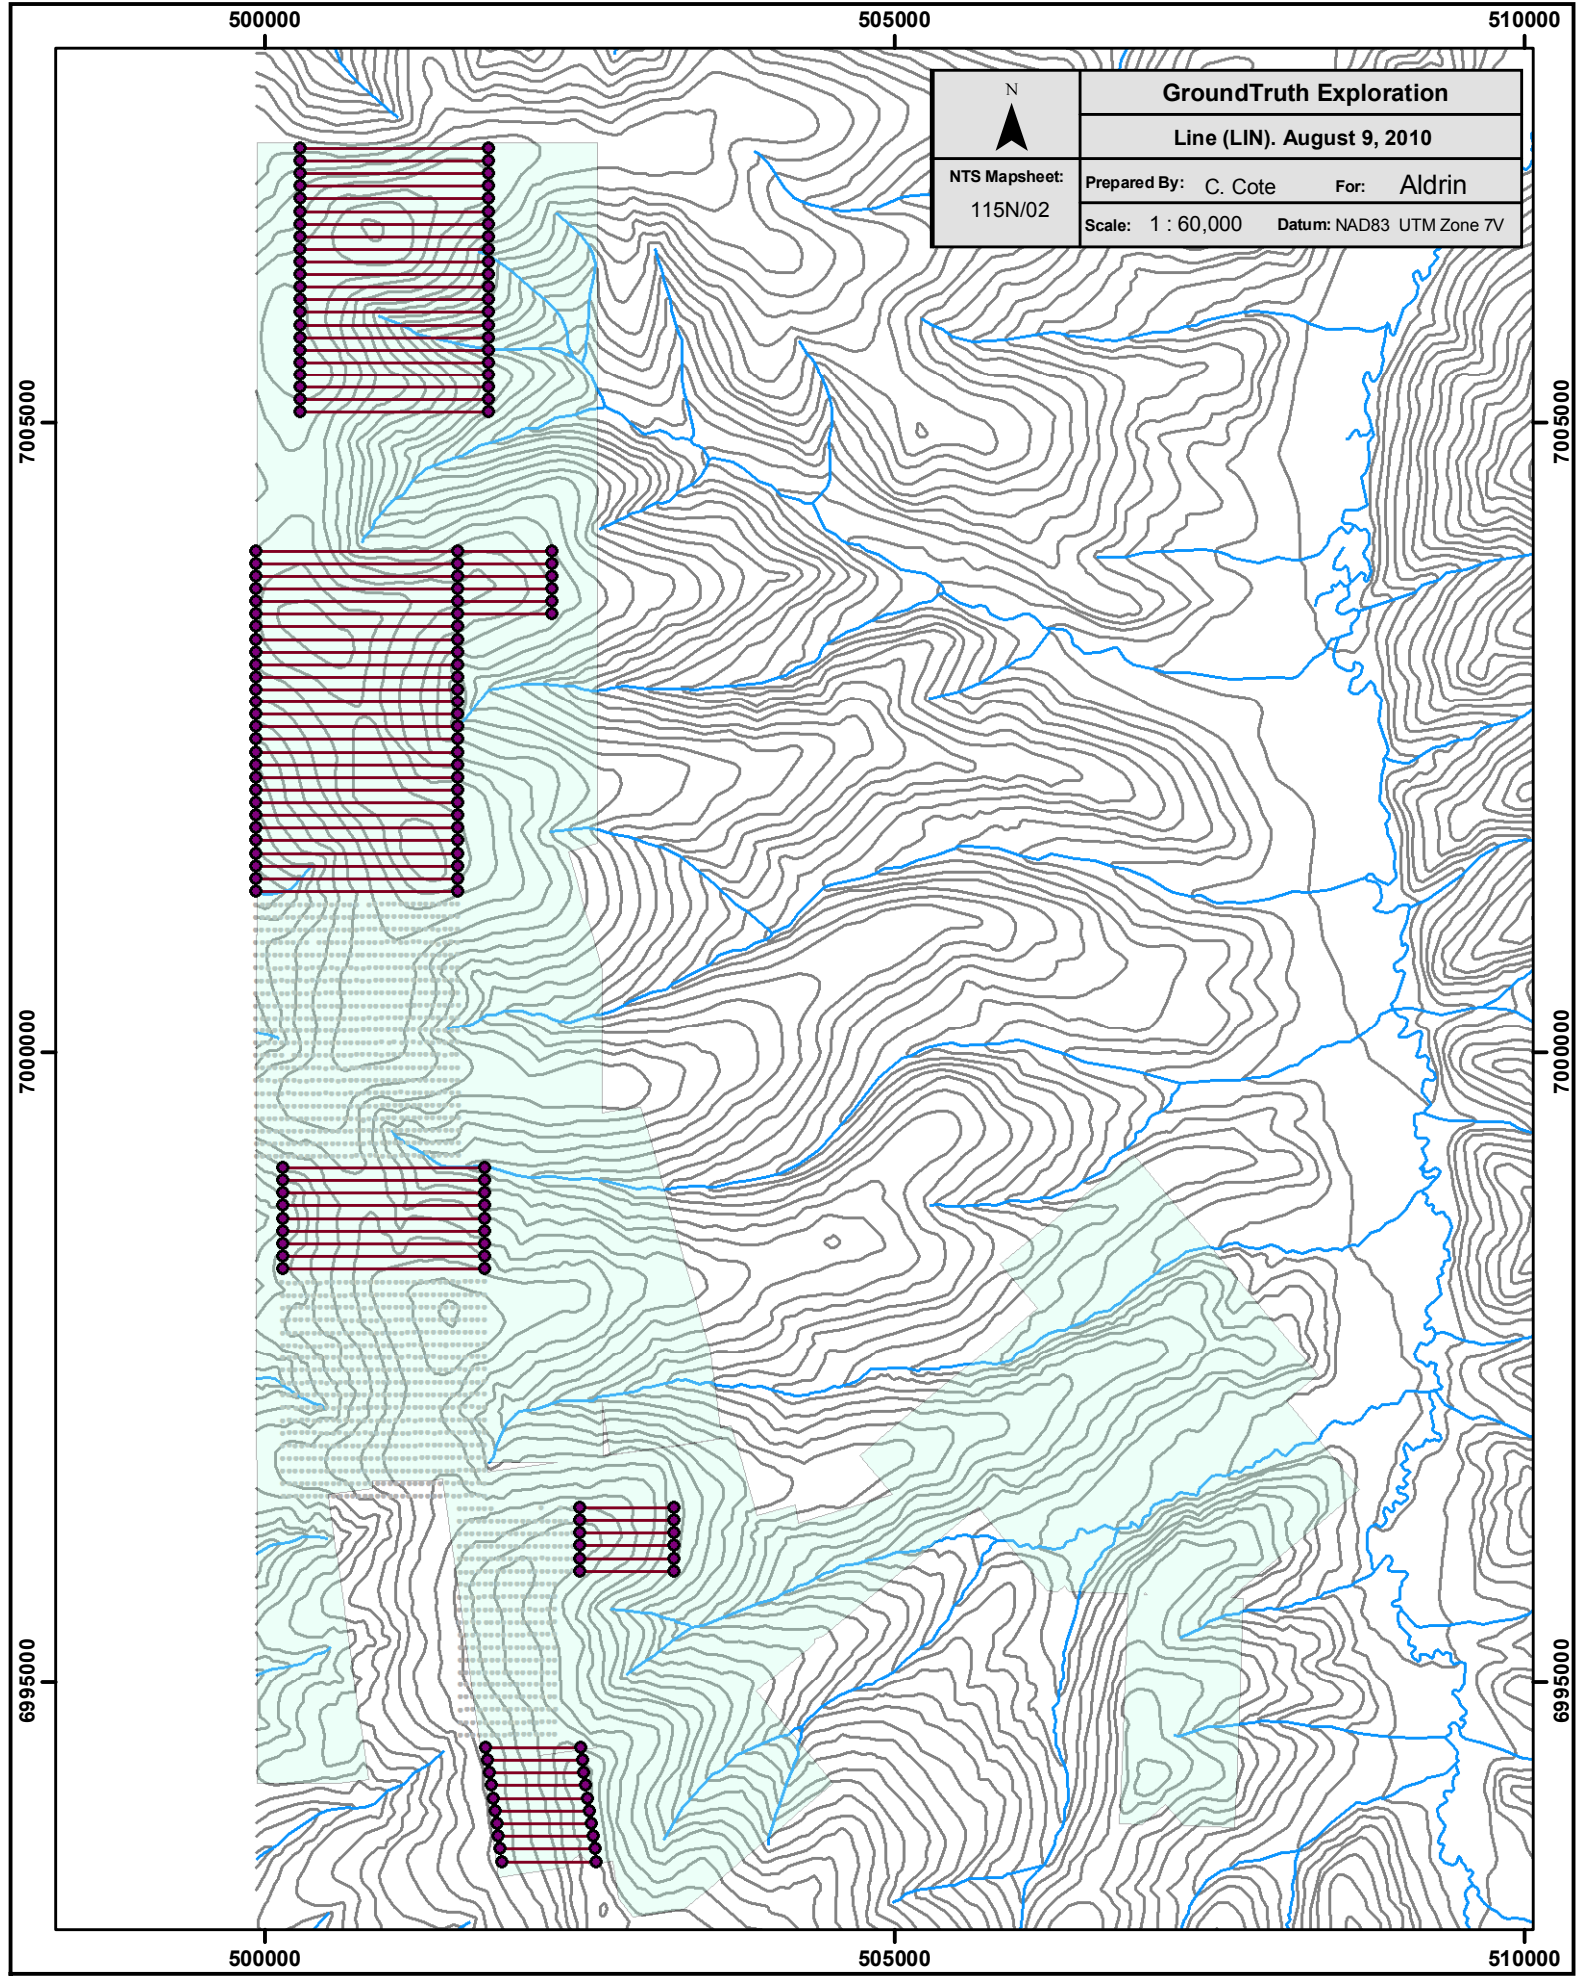 500000
505000
510000
N
GroundTruth Exploration
Line (LIN). August 9, 2010
NTS Mapsheet:
115N/02
Prepared By: C. Cote For: Aldrin
Scale: 1 : 60,000 Datum: NAD83 UTM Zone 7V
7005000
7005000
7000000
7000000
6995000
6995000
500000
505000
510000